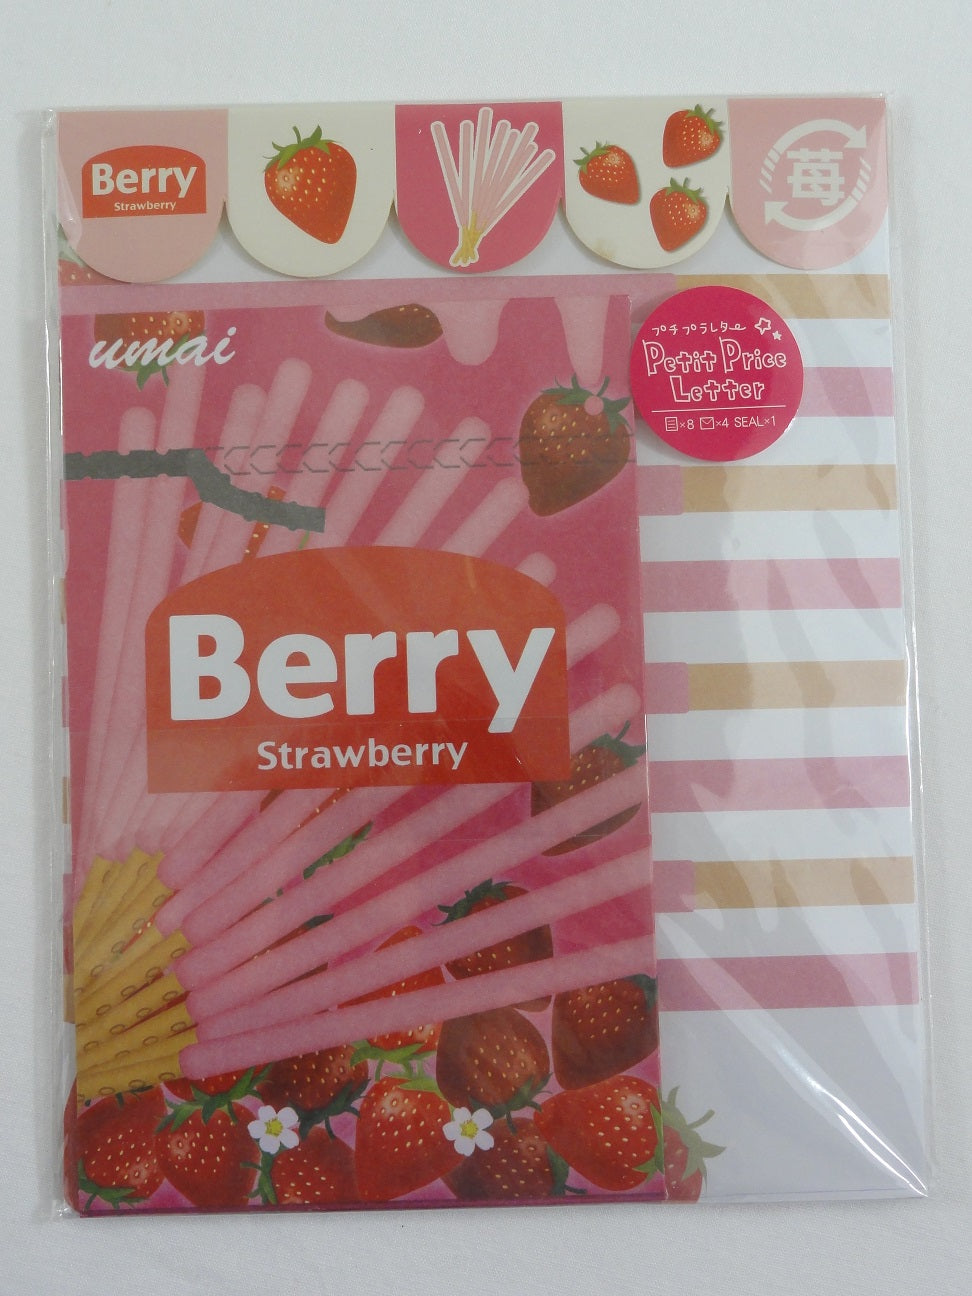 Berry
Strawberry
苺
umai
プチプラレター
Petit Price
Letter
×8 ×4 SEAL×1
Berry
Strawberry